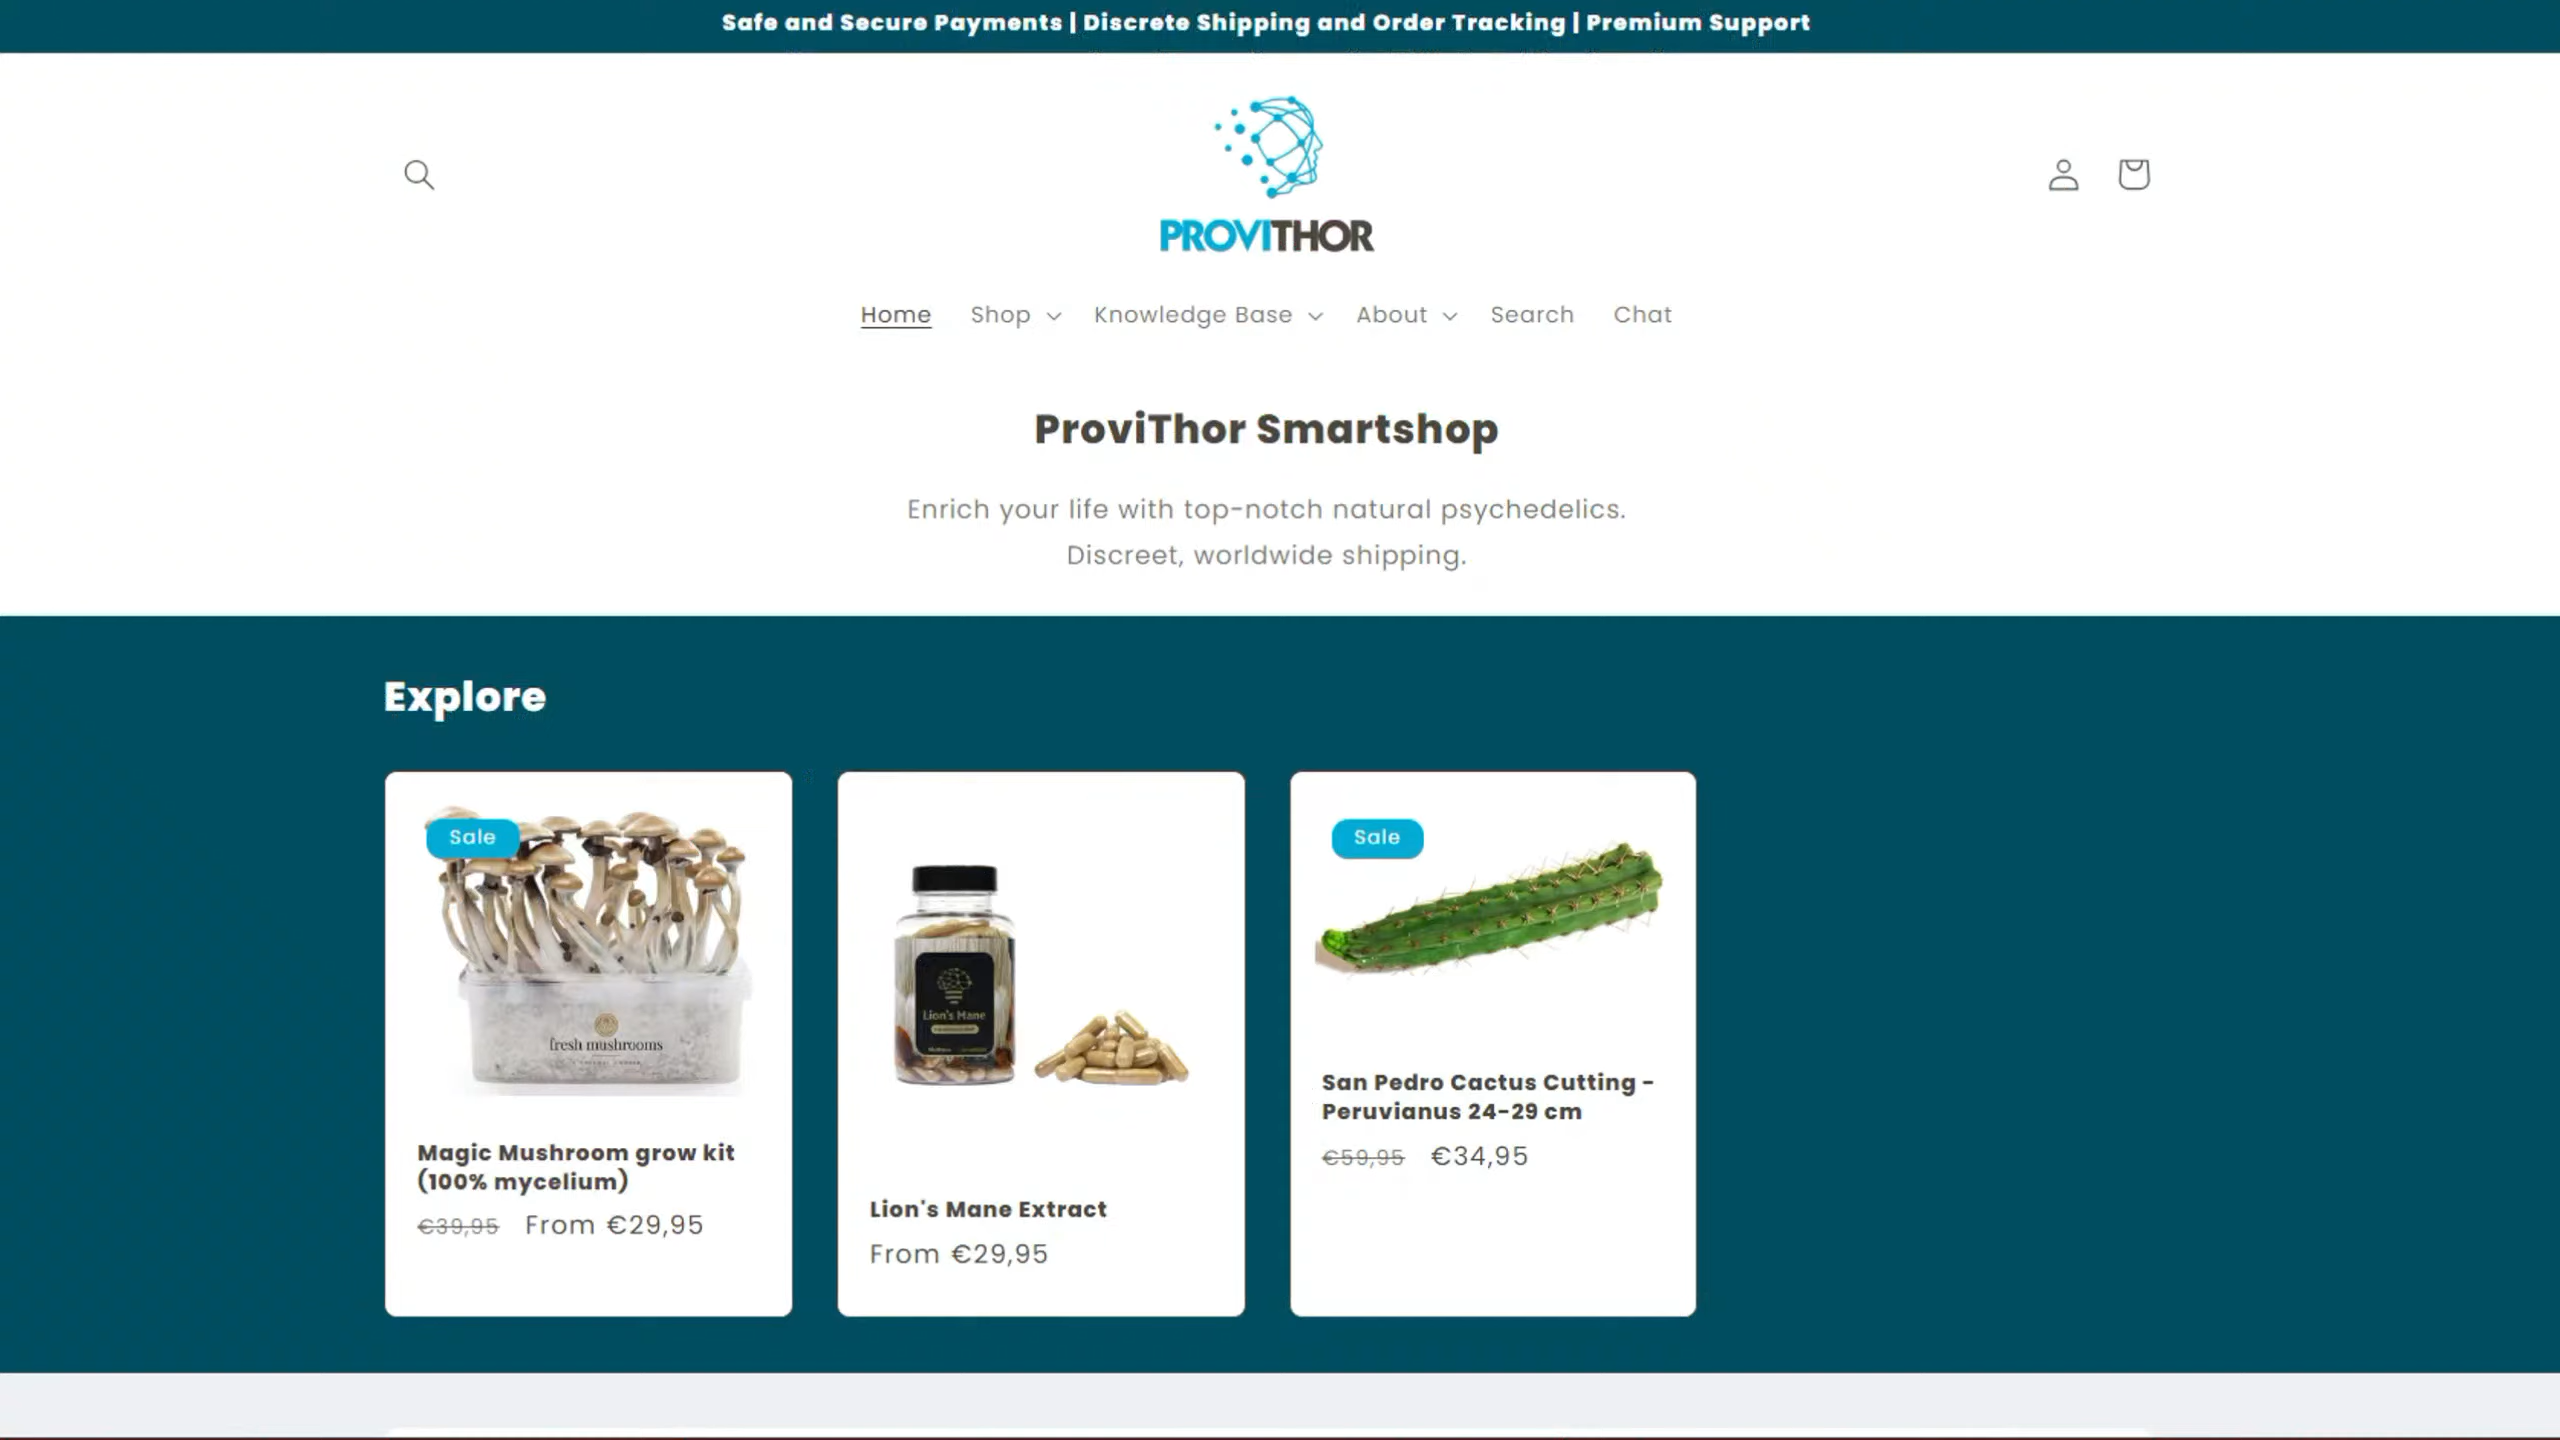 Safe and Secure Payments | Discrete Shipping and Order Tracking | Premium Support
PROVITHOR
Home Shop Knowledge Base About Search Chat
ProviThor Smartshop
Enrich your life with top-notch natural psychedelics.
Discreet, worldwide shipping.
Explore
Sale
fresh mushrooms
Magic Mushroom grow kit
(100% mycelium)
€39,95 From €29,95
Lion's Mane
Lion's Mane Extract
From €29,95
Sale
San Pedro Cactus Cutting -
Peruvianus 24-29 cm
€59,95 €34,95